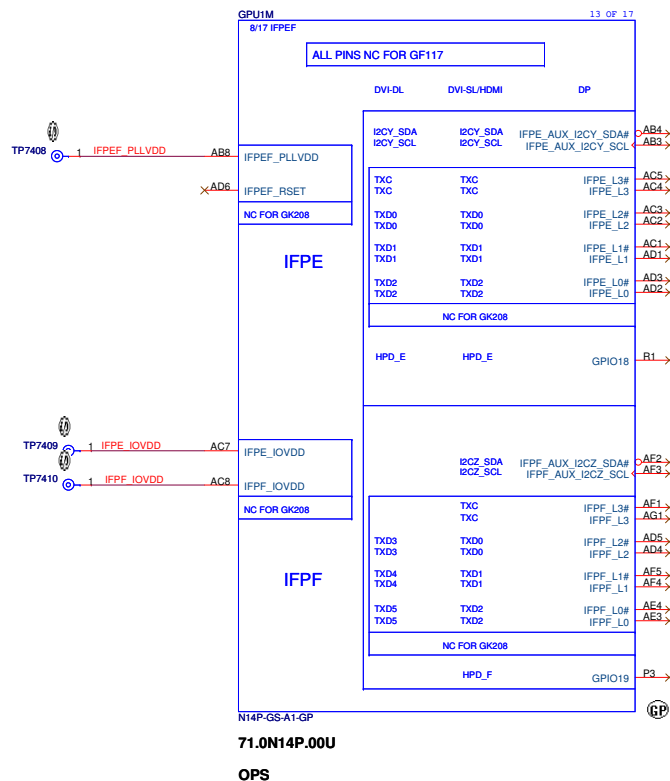 GPU1M 13 OF 17
8/17 IFPEF
ALL PINS NC FOR GF117
DVI-DL DVI-SL/HDMI DP
I2CY_SDA I2CY_SDA IFPE_AUX_I2CY_SDA# AB4
I2CY_SCL I2CY_SCL IFPE_AUX_I2CY_SCL AB3
TP7408 1 IFPEF_PLLVDD AB8 IFPEF_PLLVDD
TXC TXC IFPE_L3# AC5
TXC TXC IFPE_L3 AC4
AD6 IFPEF_RSET
NC FOR GK208
TXD0 TXD0 IFPE_L2# AC3
TXD0 TXD0 IFPE_L2 AC2
TXD1 TXD1 IFPE_L1# AC1
TXD1 TXD1 IFPE_L1 AD1
IFPE
TXD2 TXD2 IFPE_L0# AD3
TXD2 TXD2 IFPE_L0 AD2
NC FOR GK208
HPD_E HPD_E GPIO18 R1
TP7409 1 IFPE_IOVDD AC7 IFPE_IOVDD
TP7410 1 IFPF_IOVDD AC8 IFPF_IOVDD
NC FOR GK208
I2CZ_SDA IFPF_AUX_I2CZ_SDA# AF2
I2CZ_SCL IFPF_AUX_I2CZ_SCL AF3
TXC IFPF_L3# AF1
TXC IFPF_L3 AG1
TXD3 TXD0 IFPF_L2# AD5
TXD3 TXD0 IFPF_L2 AD4
IFPF
TXD4 TXD1 IFPF_L1# AF5
TXD4 TXD1 IFPF_L1 AF4
TXD5 TXD2 IFPF_L0# AE4
TXD5 TXD2 IFPF_L0 AE3
NC FOR GK208
HPD_F GPIO19 P3
GP
N14P-GS-A1-GP
71.0N14P.00U
OPS